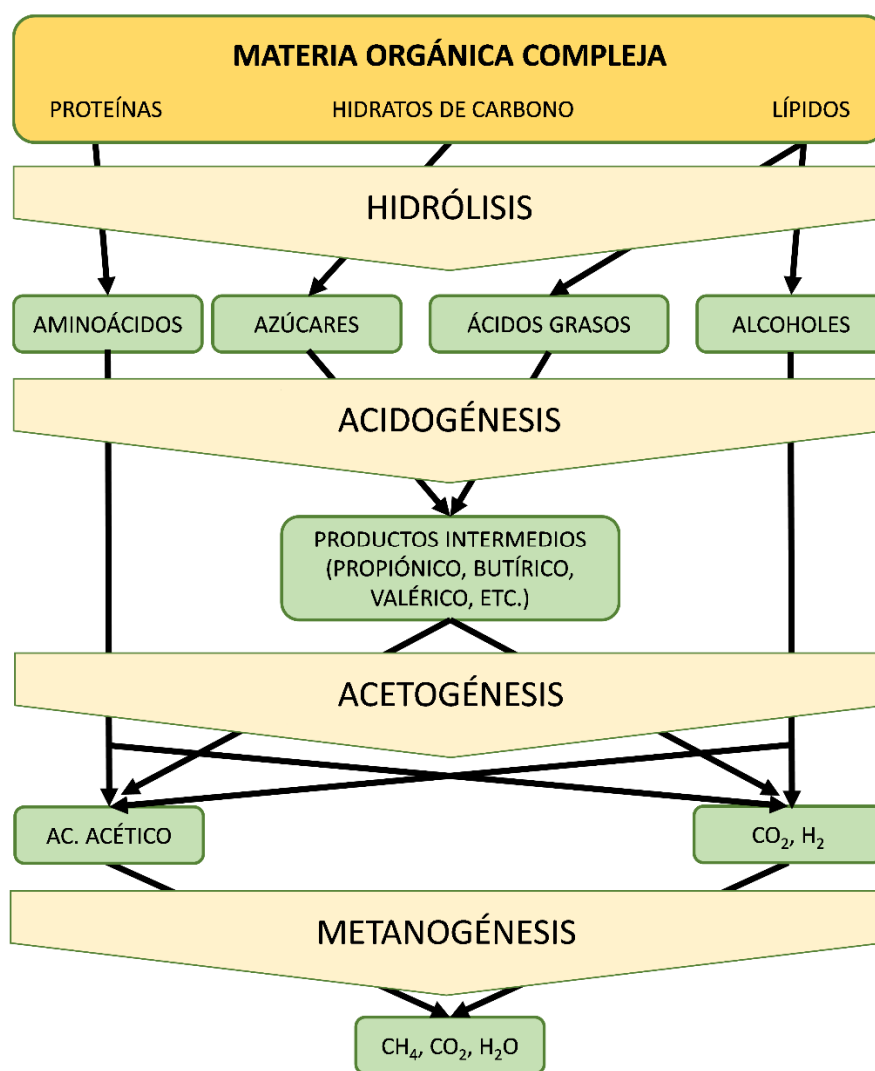 MATERIA ORGÁNICA COMPLEJA
PROTEÍNAS
HIDRATOS DE CARBONO
LÍPIDOS
HIDRÓLISIS
AMINOÁCIDOS
AZÚCARES
ÁCIDOS GRASOS
ALCOHOLES
ACIDOGÉNESIS
PRODUCTOS INTERMEDIOS
(PROPIÓNICO, BUTÍRICO,
VALÉRICO, ETC.)
ACETOGÉNESIS
AC. ACÉTICO
CO₂, H₂
METANOGÉNESIS
CH₄, CO₂, H₂O